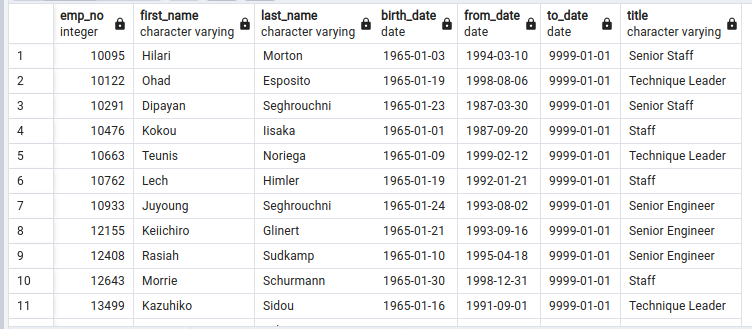 emp_no first_name last_name birth_date from_date to_date title
integer character varying character varying date date date character varying
1 10095 Hilari Morton 1965-01-03 1994-03-10 9999-01-01 Senior Staff
2 10122 Ohad Esposito 1965-01-19 1998-08-06 9999-01-01 Technique Leader
3 10291 Dipayan Seghrouchni 1965-01-23 1987-03-30 9999-01-01 Senior Staff
4 10476 Kokou Iisaka 1965-01-01 1987-09-20 9999-01-01 Staff
5 10663 Teunis Noriega 1965-01-09 1999-02-12 9999-01-01 Technique Leader
6 10762 Lech Himler 1965-01-19 1992-01-21 9999-01-01 Staff
7 10933 Juyoung Seghrouchni 1965-01-24 1993-08-02 9999-01-01 Senior Engineer
8 12155 Keiichiro Glinert 1965-01-21 1993-09-16 9999-01-01 Senior Engineer
9 12408 Rasiah Sudkamp 1965-01-10 1995-04-18 9999-01-01 Senior Engineer
10 12643 Morrie Schurmann 1965-01-30 1998-12-31 9999-01-01 Staff
11 13499 Kazuhiko Sidou 1965-01-16 1991-09-01 9999-01-01 Technique Leader